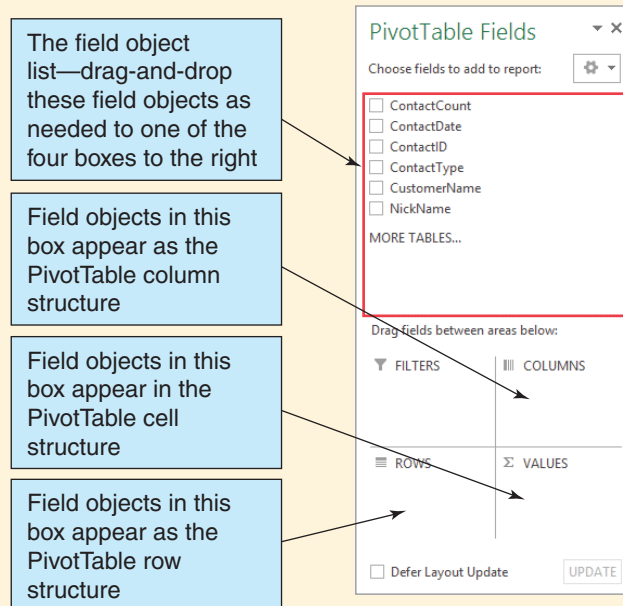 The field object
list—drag-and-drop
these field objects as
needed to one of the
four boxes to the right
Field objects in this
box appear as the
PivotTable column
structure
Field objects in this
box appear in the
PivotTable cell
structure
Field objects in this
box appear as the
PivotTable row
structure
PivotTable Fields
Choose fields to add to report:
ContactCount
ContactDate
ContactID
ContactType
CustomerName
NickName
MORE TABLES...
Drag fields between areas below:
FILTERS
COLUMNS
ROWS
Σ VALUES
Defer Layout Update
UPDATE